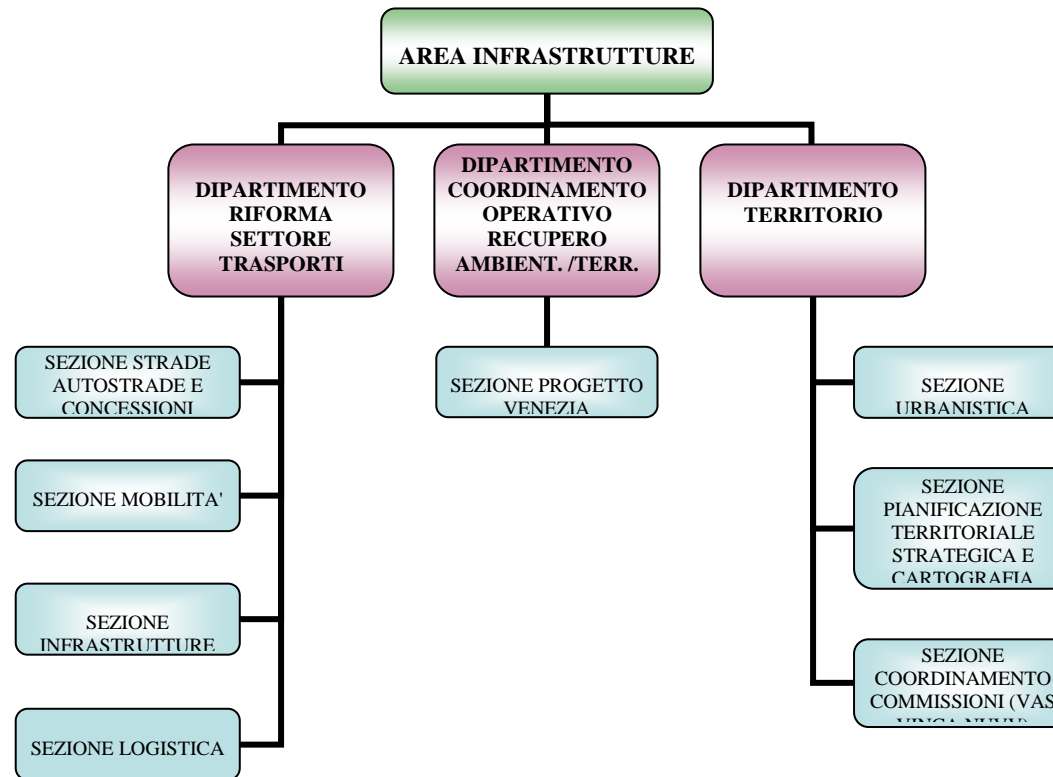 AREA INFRASTRUTTURE
DIPARTIMENTO
RIFORMA
SETTORE
TRASPORTI
DIPARTIMENTO
COORDINAMENTO
OPERATIVO
RECUPERO
AMBIENT. /TERR.
DIPARTIMENTO
TERRITORIO
SEZIONE STRADE
AUTOSTRADE E
CONCESSIONI
SEZIONE MOBILITA'
SEZIONE
INFRASTRUTTURE
SEZIONE LOGISTICA
SEZIONE PROGETTO
VENEZIA
SEZIONE
URBANISTICA
SEZIONE
PIANIFICAZIONE
TERRITORIALE
STRATEGICA E
CARTOGRAFIA
SEZIONE
COORDINAMENTO
COMMISSIONI (VAS
VINCA NUVV)